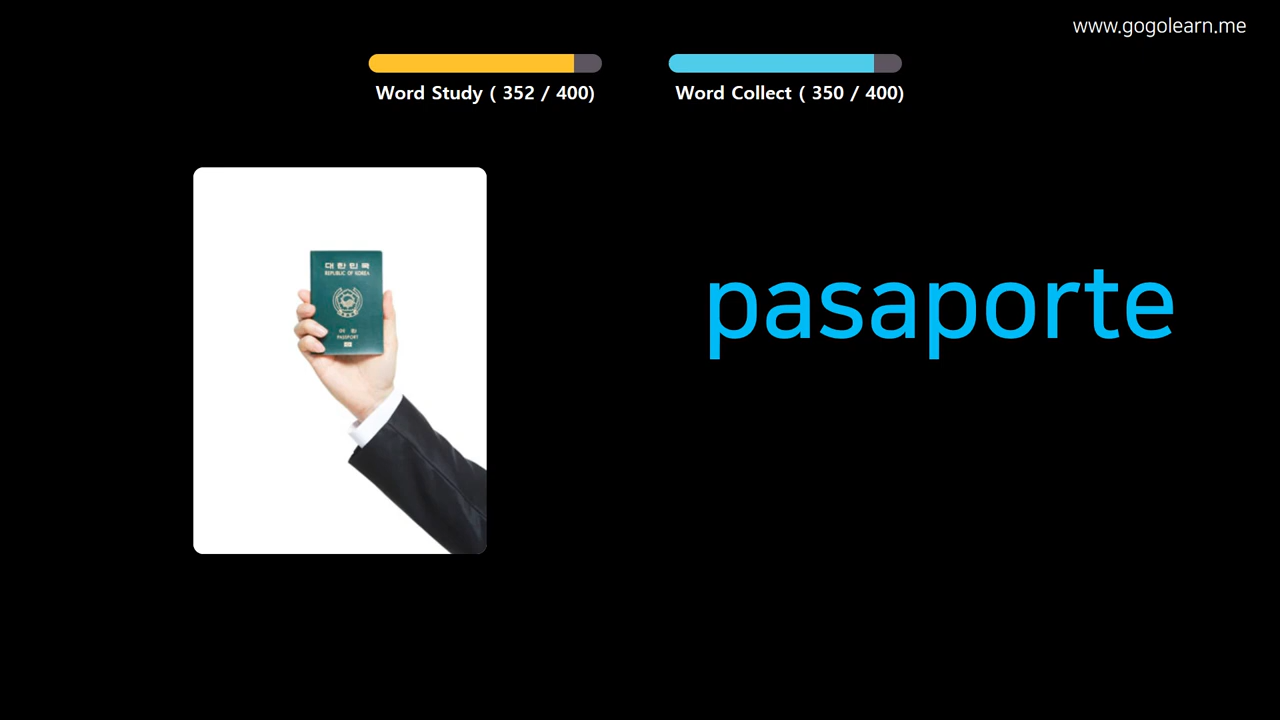 www.gogolearn.me
Word Study ( 352 / 400)
Word Collect ( 350 / 400)
대한민국
REPUBLIC OF KOREA
여권
PASSPORT
pasaporte